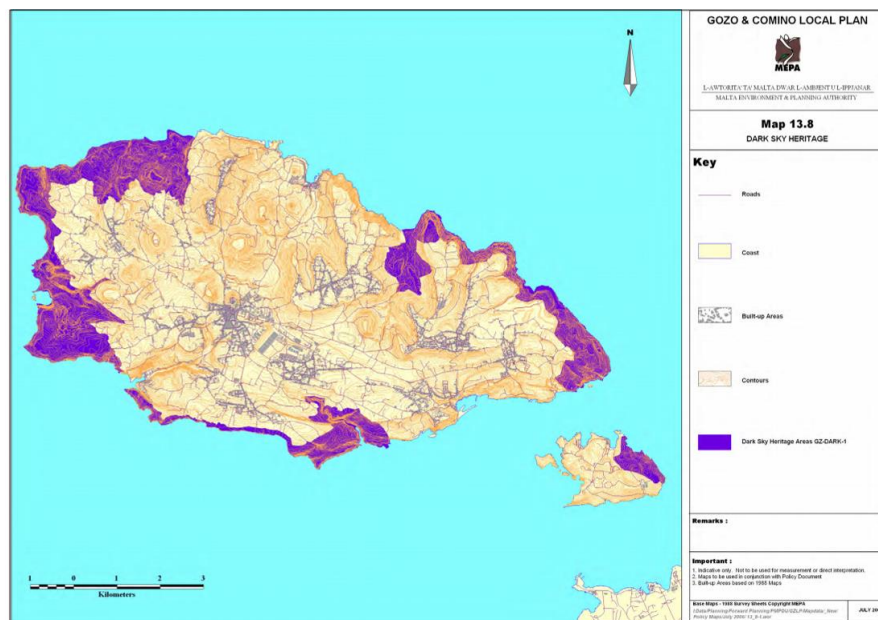 N
1 0 1 2 3
Kilometers
GOZO & COMINO LOCAL PLAN
MEPA
L-AWTORITA' TA' MALTA DWAR L-AMBJENT U L-IPPJANAR
MALTA ENVIRONMENT & PLANNING AUTHORITY
Map 13.8
DARK SKY HERITAGE
Key
Roads
Coast
Built-up Areas
Contours
Dark Sky Heritage Areas GZ-DARK-1
Remarks :
Important :
1. Indicative only. Not to be used for measurement or direct interpretation.
2. Maps to be used in conjunction with Policy Document
3. Built-up Areas based on 1988 Maps
Base Maps - 1988 Survey Sheets Copyright MEPA
JULY 20